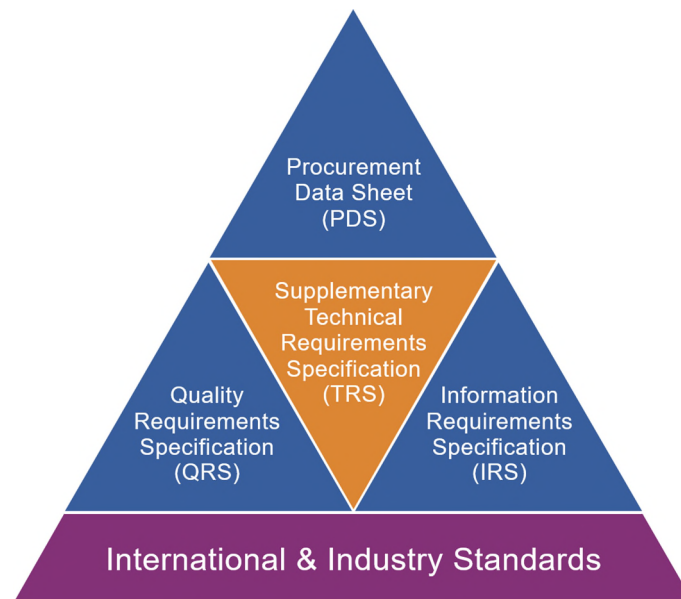 Procurement
Data Sheet
(PDS)
Supplementary
Technical
Requirements
Specification
(TRS)
Quality
Requirements
Specification
(QRS)
Information
Requirements
Specification
(IRS)
International & Industry Standards